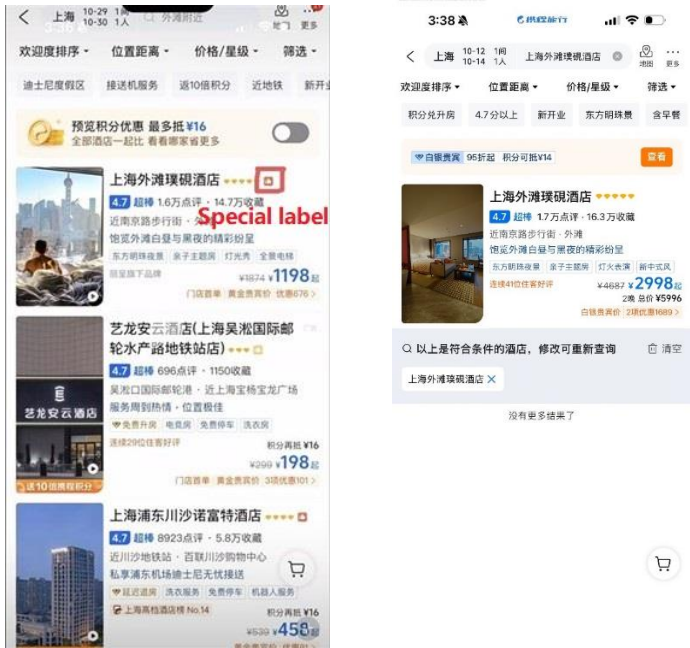 上海
10-29 1间
10-30 1人
外滩附近
更多
欢迎度排序
位置距离
价格/星级
筛选
迪士尼度假区
接送机服务
返10倍积分
近地铁
新开业
预览积分优惠 最多抵¥16
全部酒店一起比 看看哪家省更多
上海外滩璞硯酒店
Special label
4.7 超棒 1.6万点评 · 14.7万收藏
近南京路步行街 · 外滩
饱览外滩白昼与黑夜的精彩纷呈
东方明珠夜景 亲子主题房 灯光秀 全景电梯
居至旗下品牌
¥1874 ¥1198起
门店首单 黄金贵宾价 优惠676 >
艺龙安云酒店(上海吴淞国际邮
轮水产路地铁站店)
4.7 超棒 696点评 · 1150收藏
吴淞口国际邮轮港 · 近上海宝杨宝龙广场
服务周到热情 · 位置极佳
免费升房 电竞房 免费停车 洗衣房
连续29位住客好评
积分再抵 ¥16
¥299 ¥198起
门店首单 黄金贵宾价 3项优惠101 >
艺龙安云酒店
送10倍携程积分
上海浦东川沙诺富特酒店
4.7 超棒 8923点评 · 5.8万收藏
近川沙地铁站 · 百联川沙购物中心
私享浦东机场迪士尼无忧接送
延迟退房 洗衣服务 免费停车 机器人服务
上海高档酒店榜 No.14
积分再抵 ¥16
¥539 ¥458起
3:38
携程旅行
上海
10-12 1间
10-14 1人
上海外滩璞硯酒店
地图
更多
欢迎度排序
位置距离
价格/星级
筛选
积分兑升房
4.7分以上
新开业
东方明珠景
含早餐
白银贵宾 95折起 积分可抵¥14
查看
上海外滩璞硯酒店
4.7 超棒 1.7万点评 · 16.3万收藏
近南京路步行街 · 外滩
饱览外滩白昼与黑夜的精彩纷呈
东方明珠夜景 亲子主题房 灯火表演 新中式风
连续41位住客好评
¥4687 ¥2998起
2晚 总价¥5996
白银贵宾价 2项优惠1689 >
以上是符合条件的酒店，修改可重新查询
清空
上海外滩璞硯酒店 ×
没有更多结果了